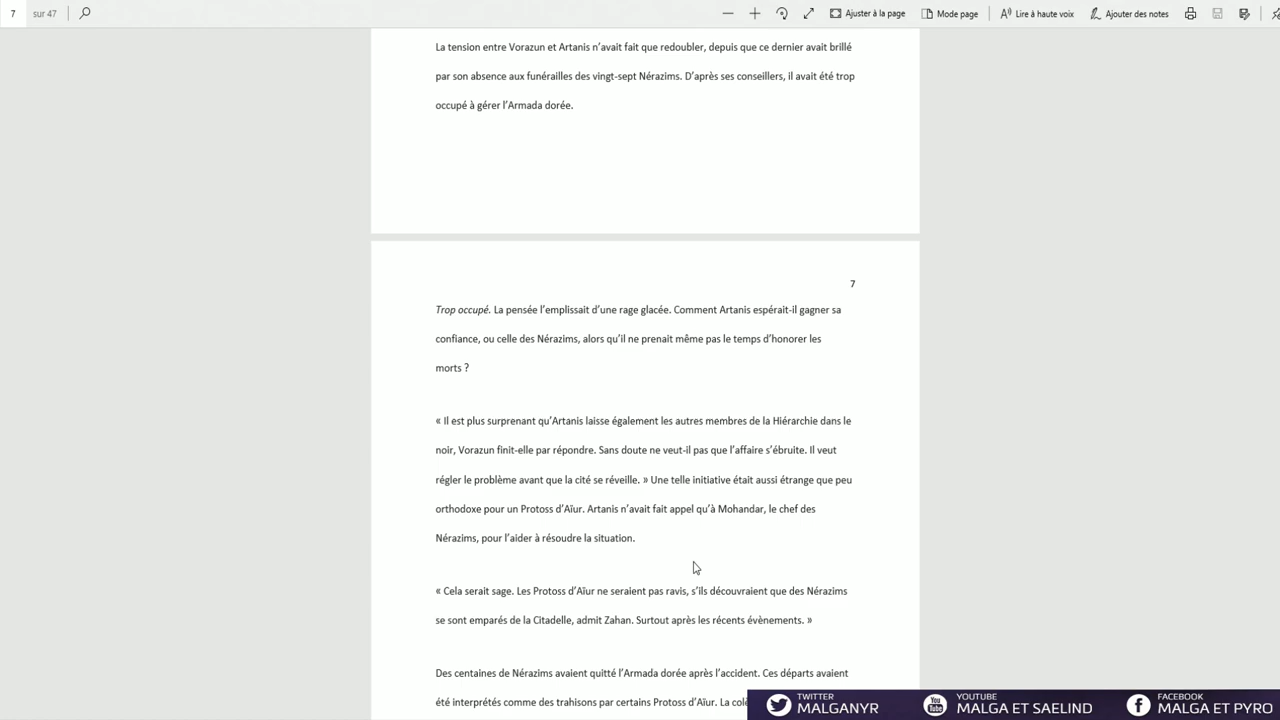 7 sur 47 Ajuster à la page Mode page Lire à haute voix Ajouter des notes
La tension entre Vorazun et Artanis n’avait fait que redoubler, depuis que ce dernier avait brillé
par son absence aux funérailles des vingt-sept Nérazims. D’après ses conseillers, il avait été trop
occupé à gérer l’Armada dorée.
7
Trop occupé. La pensée l’emplissait d’une rage glacée. Comment Artanis espérait-il gagner sa
confiance, ou celle des Nérazims, alors qu’il ne prenait même pas le temps d’honorer les
morts ?
« Il est plus surprenant qu’Artanis laisse également les autres membres de la Hiérarchie dans le
noir, Vorazun finit-elle par répondre. Sans doute ne veut-il pas que l’affaire s’ébruite. Il veut
régler le problème avant que la cité se réveille. » Une telle initiative était aussi étrange que peu
orthodoxe pour un Protoss d’Aïur. Artanis n’avait fait appel qu’à Mohandar, le chef des
Nérazims, pour l’aider à résoudre la situation.
« Cela serait sage. Les Protoss d’Aïur ne seraient pas ravis, s’ils découvraient que des Nérazims
se sont emparés de la Citadelle, admit Zahan. Surtout après les récents évènements. »
Des centaines de Nérazims avaient quitté l’Armada dorée après l’accident. Ces départs avaient
été interprétés comme des trahisons par certains Protoss d’Aïur. La
TWITTER
MALGANYR
YOUTUBE
MALGA ET SAELIND
FACEBOOK
MALGA ET PYRO